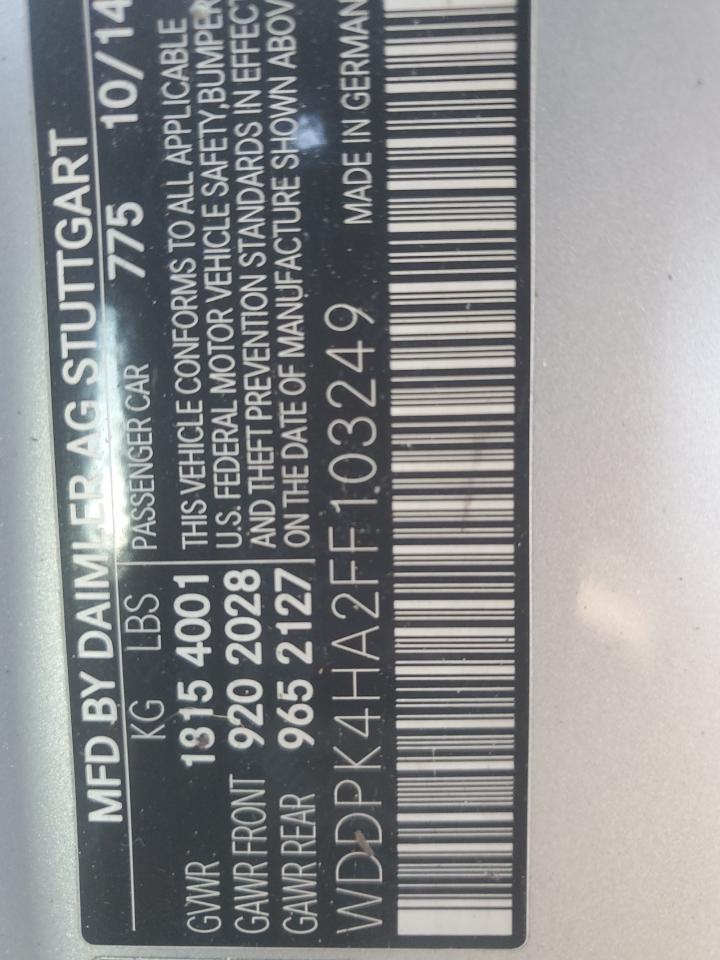 MFD BY DAIMLER AG STUTTGART
KG LBS PASSENGER CAR 775 10/14
GVWR 1815 4001 THIS VEHICLE CONFORMS TO ALL APPLICABLE
GAWR FRONT 920 2028 U.S. FEDERAL MOTOR VEHICLE SAFETY, BUMPER
GAWR REAR 965 2127 AND THEFT PREVENTION STANDARDS IN EFFECT
ON THE DATE OF MANUFACTURE SHOWN ABOV
WDDPK4HA2FF103249 MADE IN GERMAN